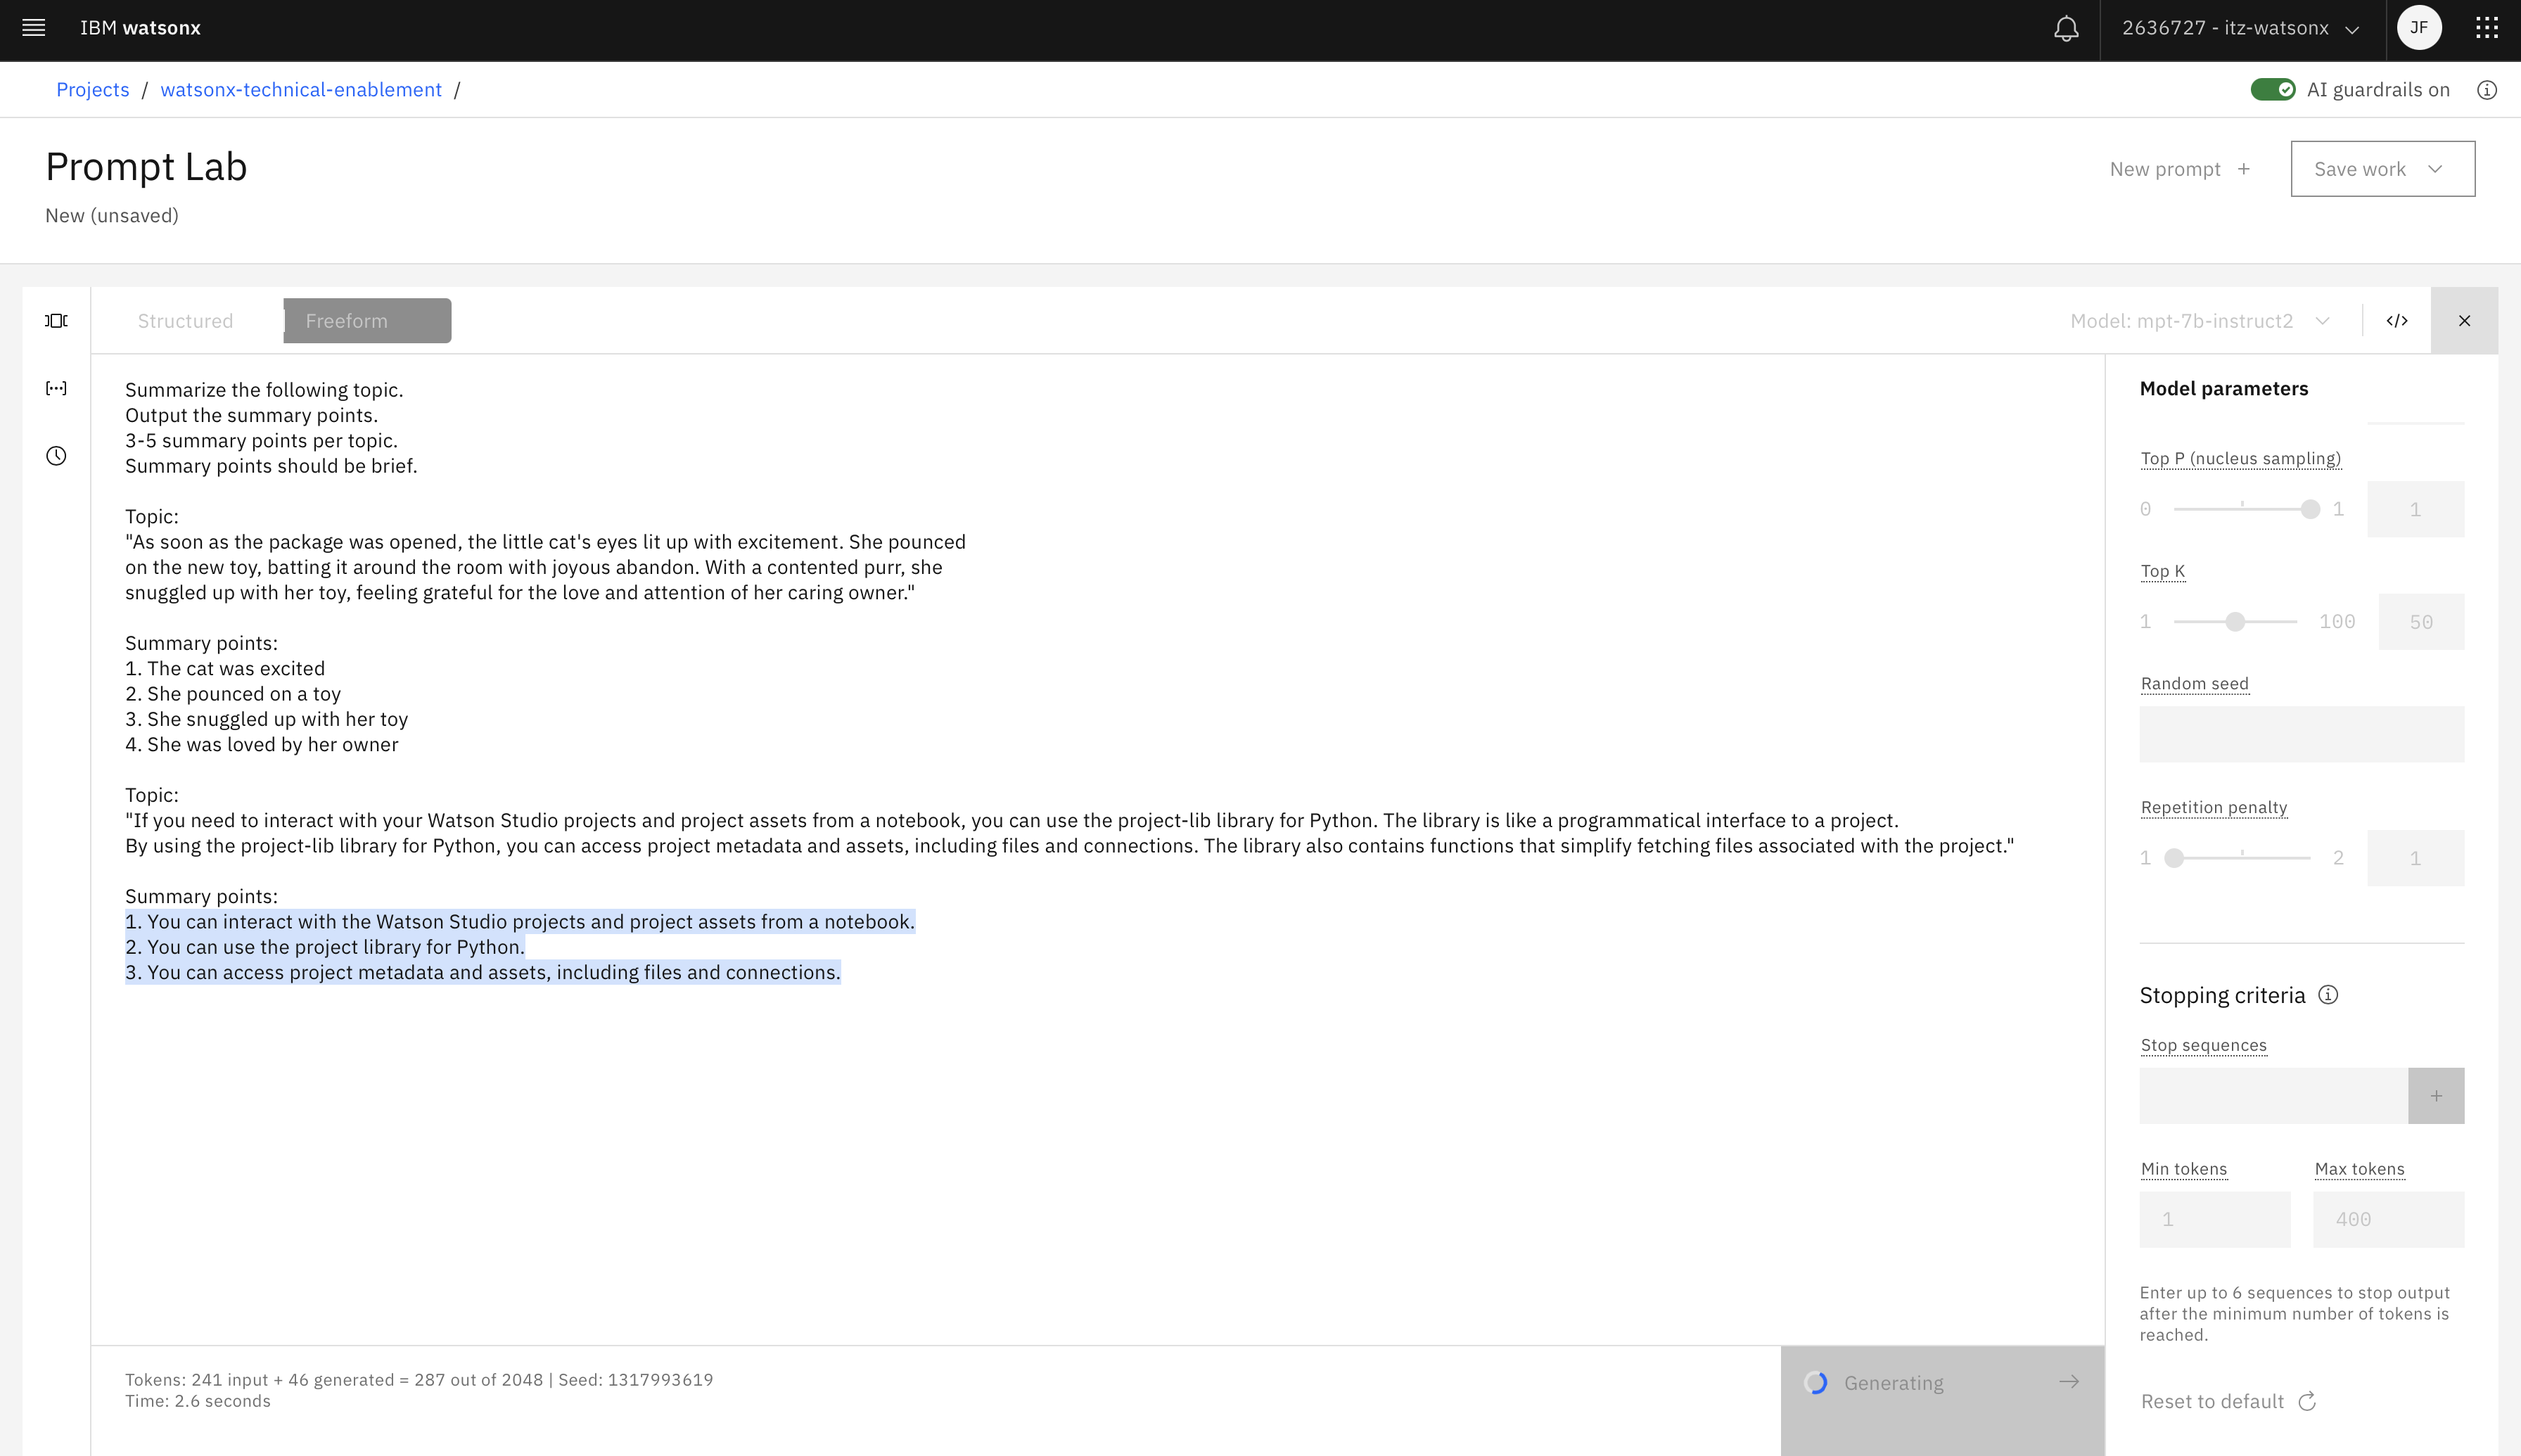 IBM watsonx
2636727 - itz-watsonx
JF
Projects / watsonx-technical-enablement /
AI guardrails on
Prompt Lab
New (unsaved)
New prompt +
Save work
Structured
Freeform
Model: mpt-7b-instruct2
</>
Summarize the following topic.
Output the summary points.
3-5 summary points per topic.
Summary points should be brief.
Topic:
"As soon as the package was opened, the little cat's eyes lit up with excitement. She pounced
on the new toy, batting it around the room with joyous abandon. With a contented purr, she
snuggled up with her toy, feeling grateful for the love and attention of her caring owner."
Summary points:
1. The cat was excited
2. She pounced on a toy
3. She snuggled up with her toy
4. She was loved by her owner
Topic:
"If you need to interact with your Watson Studio projects and project assets from a notebook, you can use the project-lib library for Python. The library is like a programmatical interface to a project.
By using the project-lib library for Python, you can access project metadata and assets, including files and connections. The library also contains functions that simplify fetching files associated with the project."
Summary points:
1. You can interact with the Watson Studio projects and project assets from a notebook.
2. You can use the project library for Python.
3. You can access project metadata and assets, including files and connections.
Tokens: 241 input + 46 generated = 287 out of 2048 | Seed: 1317993619
Time: 2.6 seconds
Generating
Model parameters
Top P (nucleus sampling)
0 1 1
Top K
1 100 50
Random seed
Repetition penalty
1 2 1
Stopping criteria
Stop sequences
+
Min tokens Max tokens
1 400
Enter up to 6 sequences to stop output
after the minimum number of tokens is
reached.
Reset to default